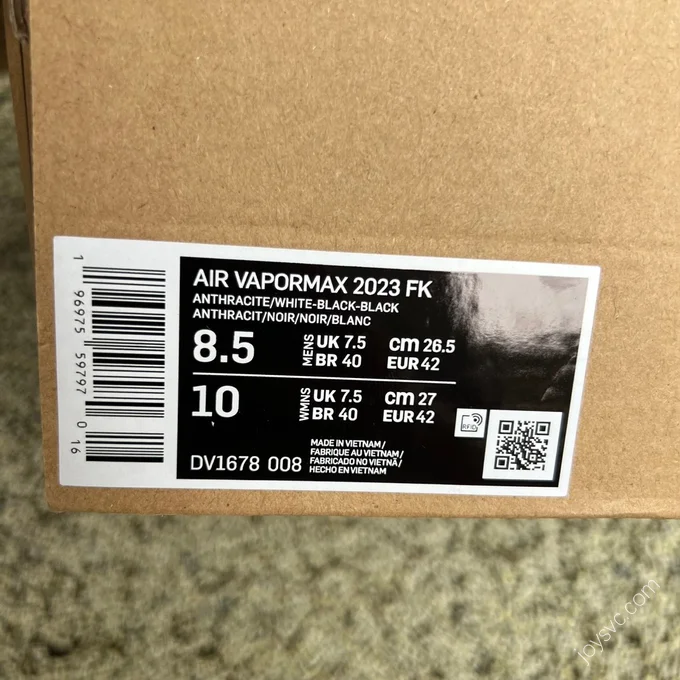 1 96975 59797 0 16
AIR VAPORMAX 2023 FK
ANTHRACITE/WHITE-BLACK-BLACK
ANTHRACIT/NOIR/NOIR/BLANC
8.5 MENS UK 7.5 cm 26.5
BR 40 EUR 42
10 WMNS UK 7.5 cm 27
BR 40 EUR 42
RFID
DV1678 008
MADE IN VIETNAM/
FABRIQUE AU VIETNAM/
FABRICADO NO VIETNÃ/
HECHO EN VIETNAM
joysvc.com